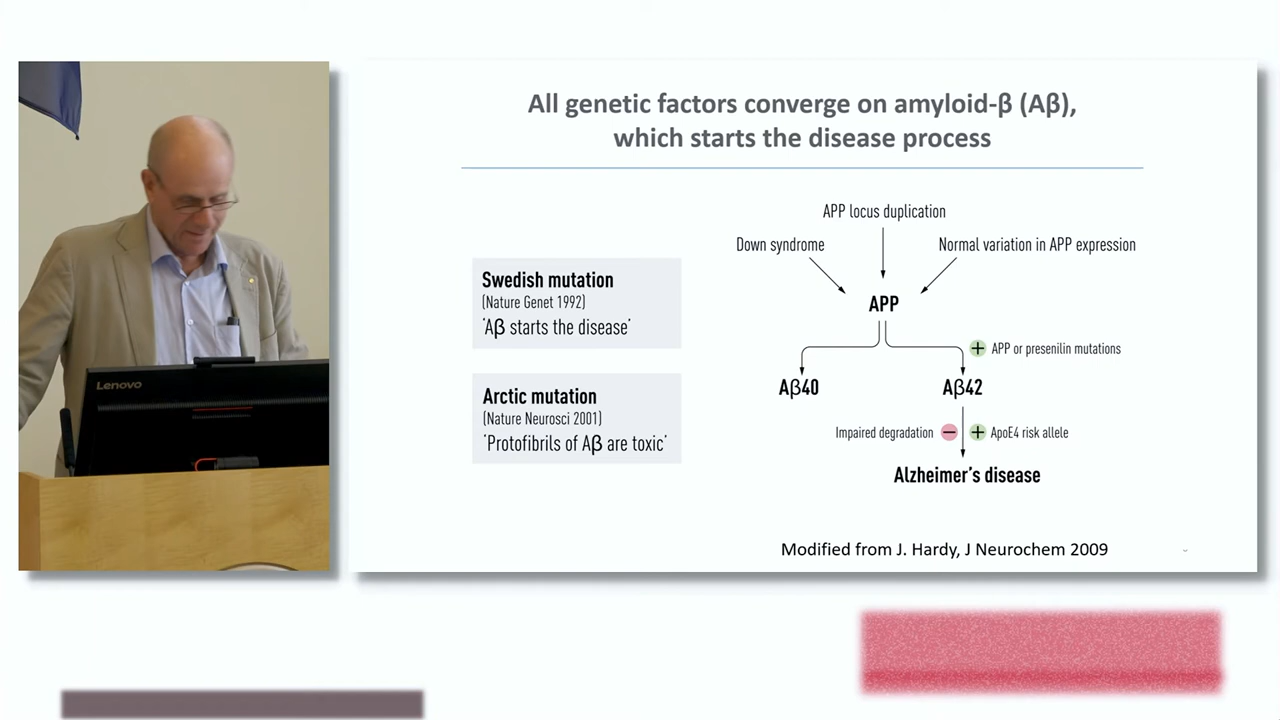 All genetic factors converge on amyloid-β (Aβ),
which starts the disease process
Swedish mutation
(Nature Genet 1992)
'Aβ starts the disease'
Arctic mutation
(Nature Neurosci 2001)
'Protofibrils of Aβ are toxic'
APP locus duplication
Down syndrome
Normal variation in APP expression
APP
+ APP or presenilin mutations
Aβ40
Aβ42
Impaired degradation −
+ ApoE4 risk allele
Alzheimer's disease
Modified from J. Hardy, J Neurochem 2009
Lenovo